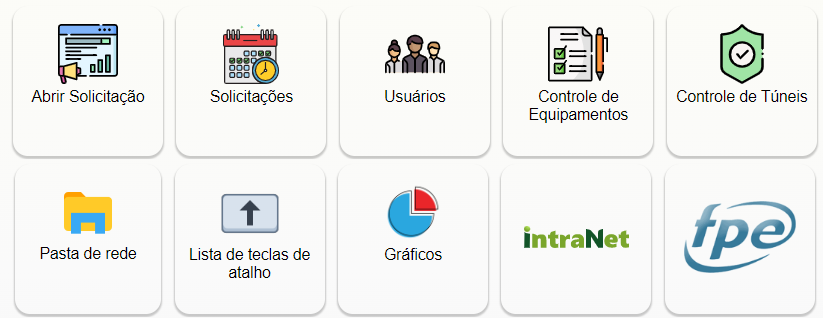 Abrir Solicitação
Solicitações
Usuários
Controle de
Equipamentos
Controle de Túneis
Pasta de rede
Lista de teclas de
atalho
Gráficos
intraNet
fpe